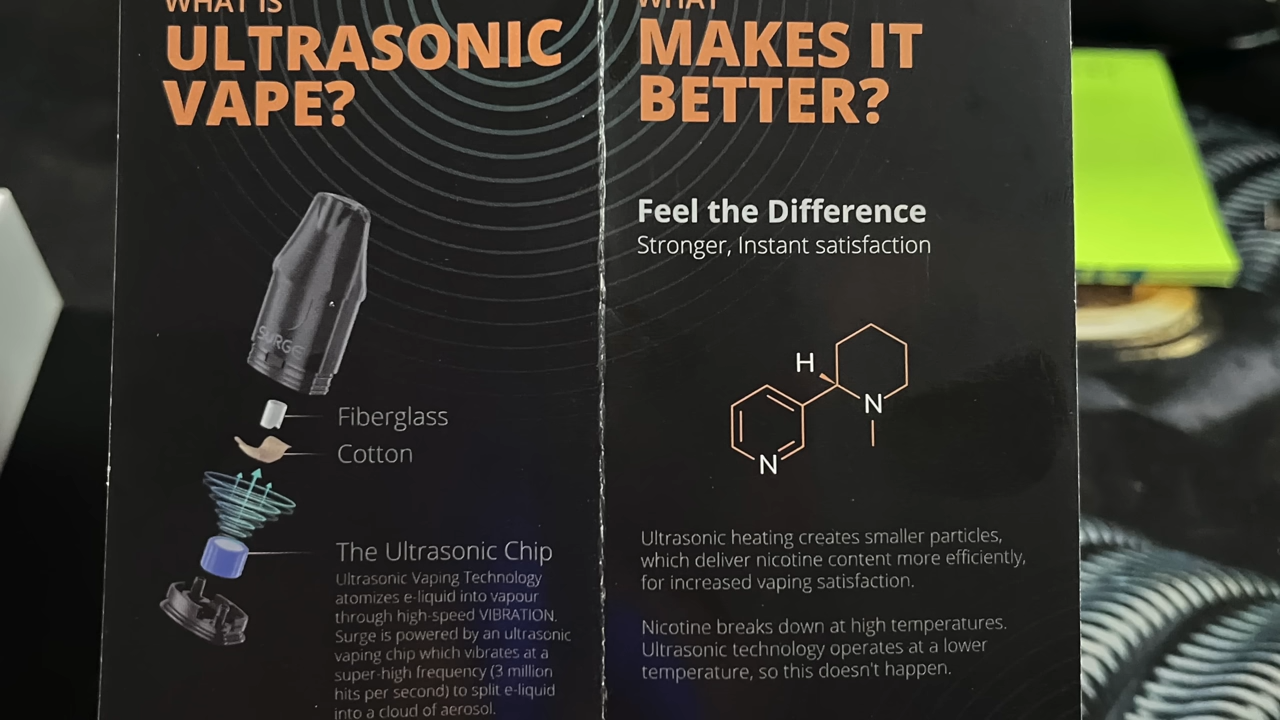 WHAT IS
ULTRASONIC
VAPE?
SURGE
Fiberglass
Cotton
The Ultrasonic Chip
Ultrasonic Vaping Technology
atomizes e-liquid into vapour
through high-speed VIBRATION.
Surge is powered by an ultrasonic
vaping chip which vibrates at a
super-high frequency (3 million
hits per second) to split e-liquid
into a cloud of aerosol.
WHAT
MAKES IT
BETTER?
Feel the Difference
Stronger, Instant satisfaction
H
N
N
Ultrasonic heating creates smaller particles,
which deliver nicotine content more efficiently,
for increased vaping satisfaction.
Nicotine breaks down at high temperatures.
Ultrasonic technology operates at a lower
temperature, so this doesn't happen.